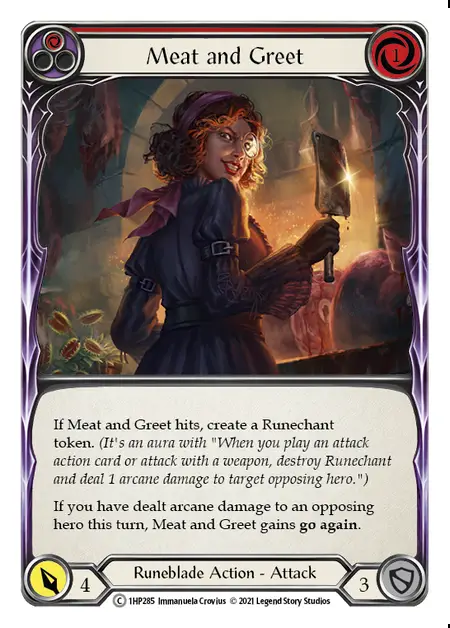 Meat and Greet
1
If Meat and Greet hits, create a Runechant
token. (It's an aura with "When you play an attack
action card or attack with a weapon, destroy Runechant
and deal 1 arcane damage to target opposing hero.")
If you have dealt arcane damage to an opposing
hero this turn, Meat and Greet gains go again.
4
Runeblade Action - Attack
3
C 1HP285 Immanuela Crovius © 2021 Legend Story Studios